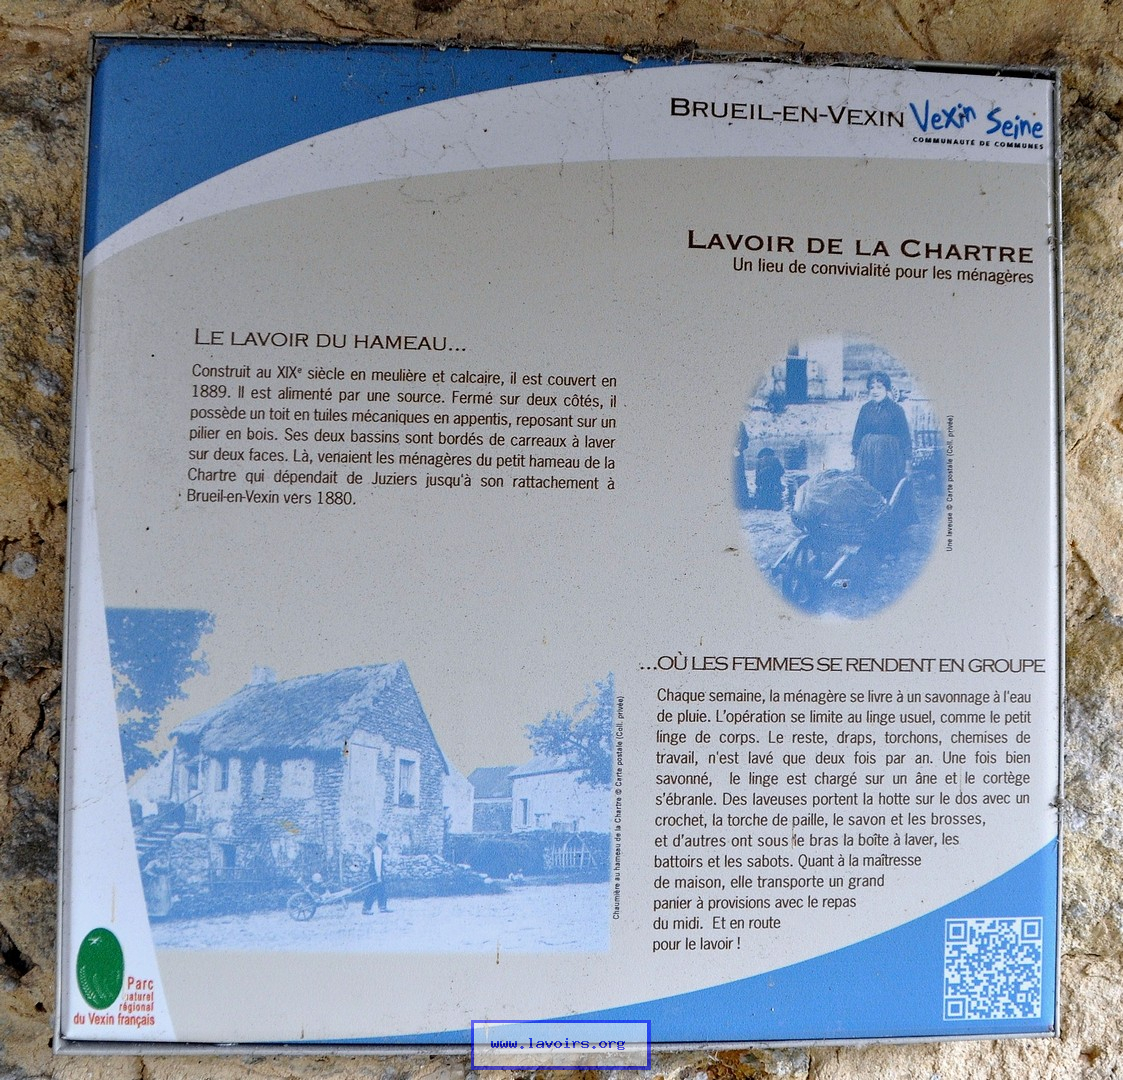 BRUEIL-EN-VEXIN
Vexin Seine
COMMUNAUTÉ DE COMMUNES
LAVOIR DE LA CHARTRE
Un lieu de convivialité pour les ménagères
LE LAVOIR DU HAMEAU...
Construit au XIXe siècle en meulière et calcaire, il est couvert en
1889. Il est alimenté par une source. Fermé sur deux côtés, il
possède un toit en tuiles mécaniques en appentis, reposant sur un
pilier en bois. Ses deux bassins sont bordés de carreaux à laver
sur deux faces. Là, venaient les ménagères du petit hameau de la
Chartre qui dépendait de Juziers jusqu'à son rattachement à
Brueil-en-Vexin vers 1880.
Une laveuse © Carte postale (Coll. privée)
...OÙ LES FEMMES SE RENDENT EN GROUPE
Chaque semaine, la ménagère se livre à un savonnage à l'eau
de pluie. L'opération se limite au linge usuel, comme le petit
linge de corps. Le reste, draps, torchons, chemises de
travail, n'est lavé que deux fois par an. Une fois bien
savonné, le linge est chargé sur un âne et le cortège
s'ébranle. Des laveuses portent la hotte sur le dos avec un
crochet, la torche de paille, le savon et les brosses,
et d'autres ont sous le bras la boîte à laver, les
battoirs et les sabots. Quant à la maîtresse
de maison, elle transporte un grand
panier à provisions avec le repas
du midi. Et en route
pour le lavoir !
Chaumière au hameau de la Chartre © Carte postale (Coll. privée)
Parc
naturel
régional
du Vexin français
www.lavoirs.org